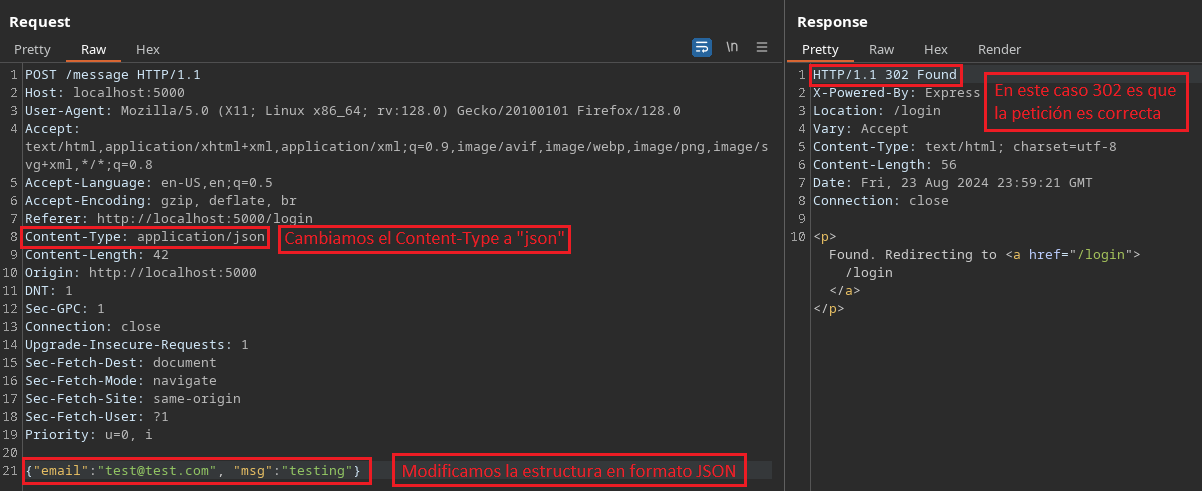 Request
Pretty Raw Hex
\n
1 POST /message HTTP/1.1
2 Host: localhost:5000
3 User-Agent: Mozilla/5.0 (X11; Linux x86_64; rv:128.0) Gecko/20100101 Firefox/128.0
4 Accept:
text/html,application/xhtml+xml,application/xml;q=0.9,image/avif,image/webp,image/png,image/s
vg+xml,*/*;q=0.8
5 Accept-Language: en-US,en;q=0.5
6 Accept-Encoding: gzip, deflate, br
7 Referer: http://localhost:5000/login
8 Content-Type: application/json
Cambiamos el Content-Type a "json"
9 Content-Length: 42
10 Origin: http://localhost:5000
11 DNT: 1
12 Sec-GPC: 1
13 Connection: close
14 Upgrade-Insecure-Requests: 1
15 Sec-Fetch-Dest: document
16 Sec-Fetch-Mode: navigate
17 Sec-Fetch-Site: same-origin
18 Sec-Fetch-User: ?1
19 Priority: u=0, i
20
21 {"email":"test@test.com", "msg":"testing"}
Modificamos la estructura en formato JSON
Response
Pretty Raw Hex Render
1 HTTP/1.1 302 Found
2 X-Powered-By: Express
En este caso 302 es que
la petición es correcta
3 Location: /login
4 Vary: Accept
5 Content-Type: text/html; charset=utf-8
6 Content-Length: 56
7 Date: Fri, 23 Aug 2024 23:59:21 GMT
8 Connection: close
9
10 <p>
Found. Redirecting to <a href="/login">
/login
</a>
</p>